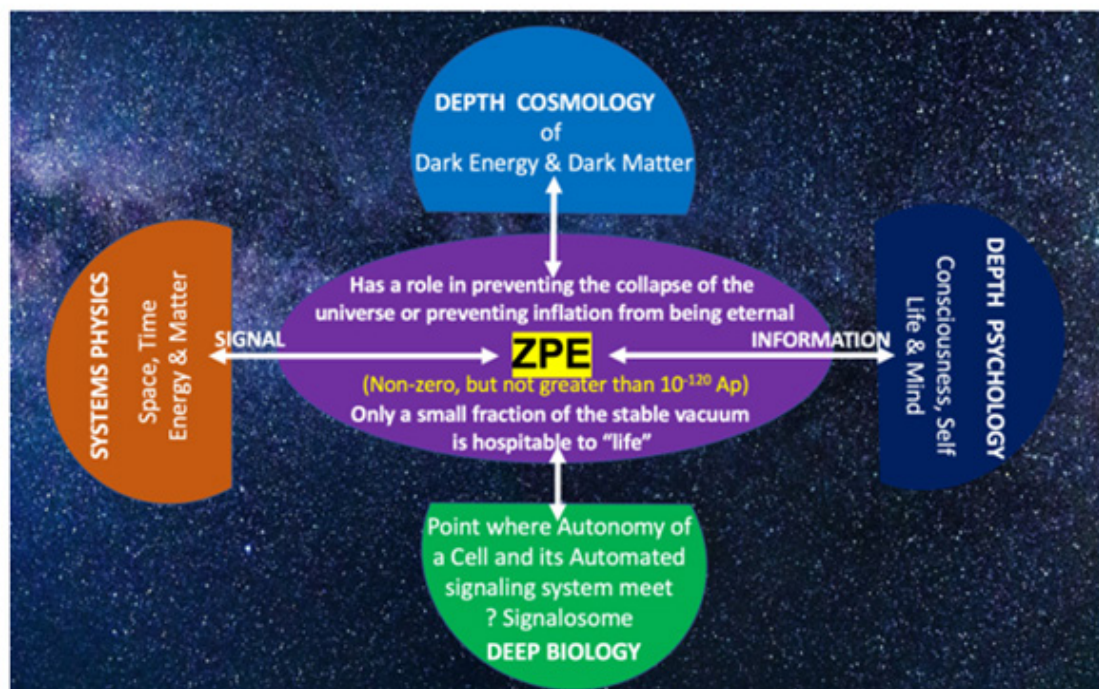 DEPTH COSMOLOGY
of
Dark Energy & Dark Matter
SYSTEMS PHYSICS
Space, Time
Energy & Matter
SIGNAL
Has a role in preventing the collapse of the
universe or preventing inflation from being eternal
ZPE
(Non-zero, but not greater than 10⁻¹²⁰ Ap)
Only a small fraction of the stable vacuum
is hospitable to “life”
INFORMATION
DEPTH PSYCHOLOGY
Consciousness, Self
Life & Mind
Point where Autonomy of
a Cell and its Automated
signaling system meet
? Signalosome
DEEP BIOLOGY